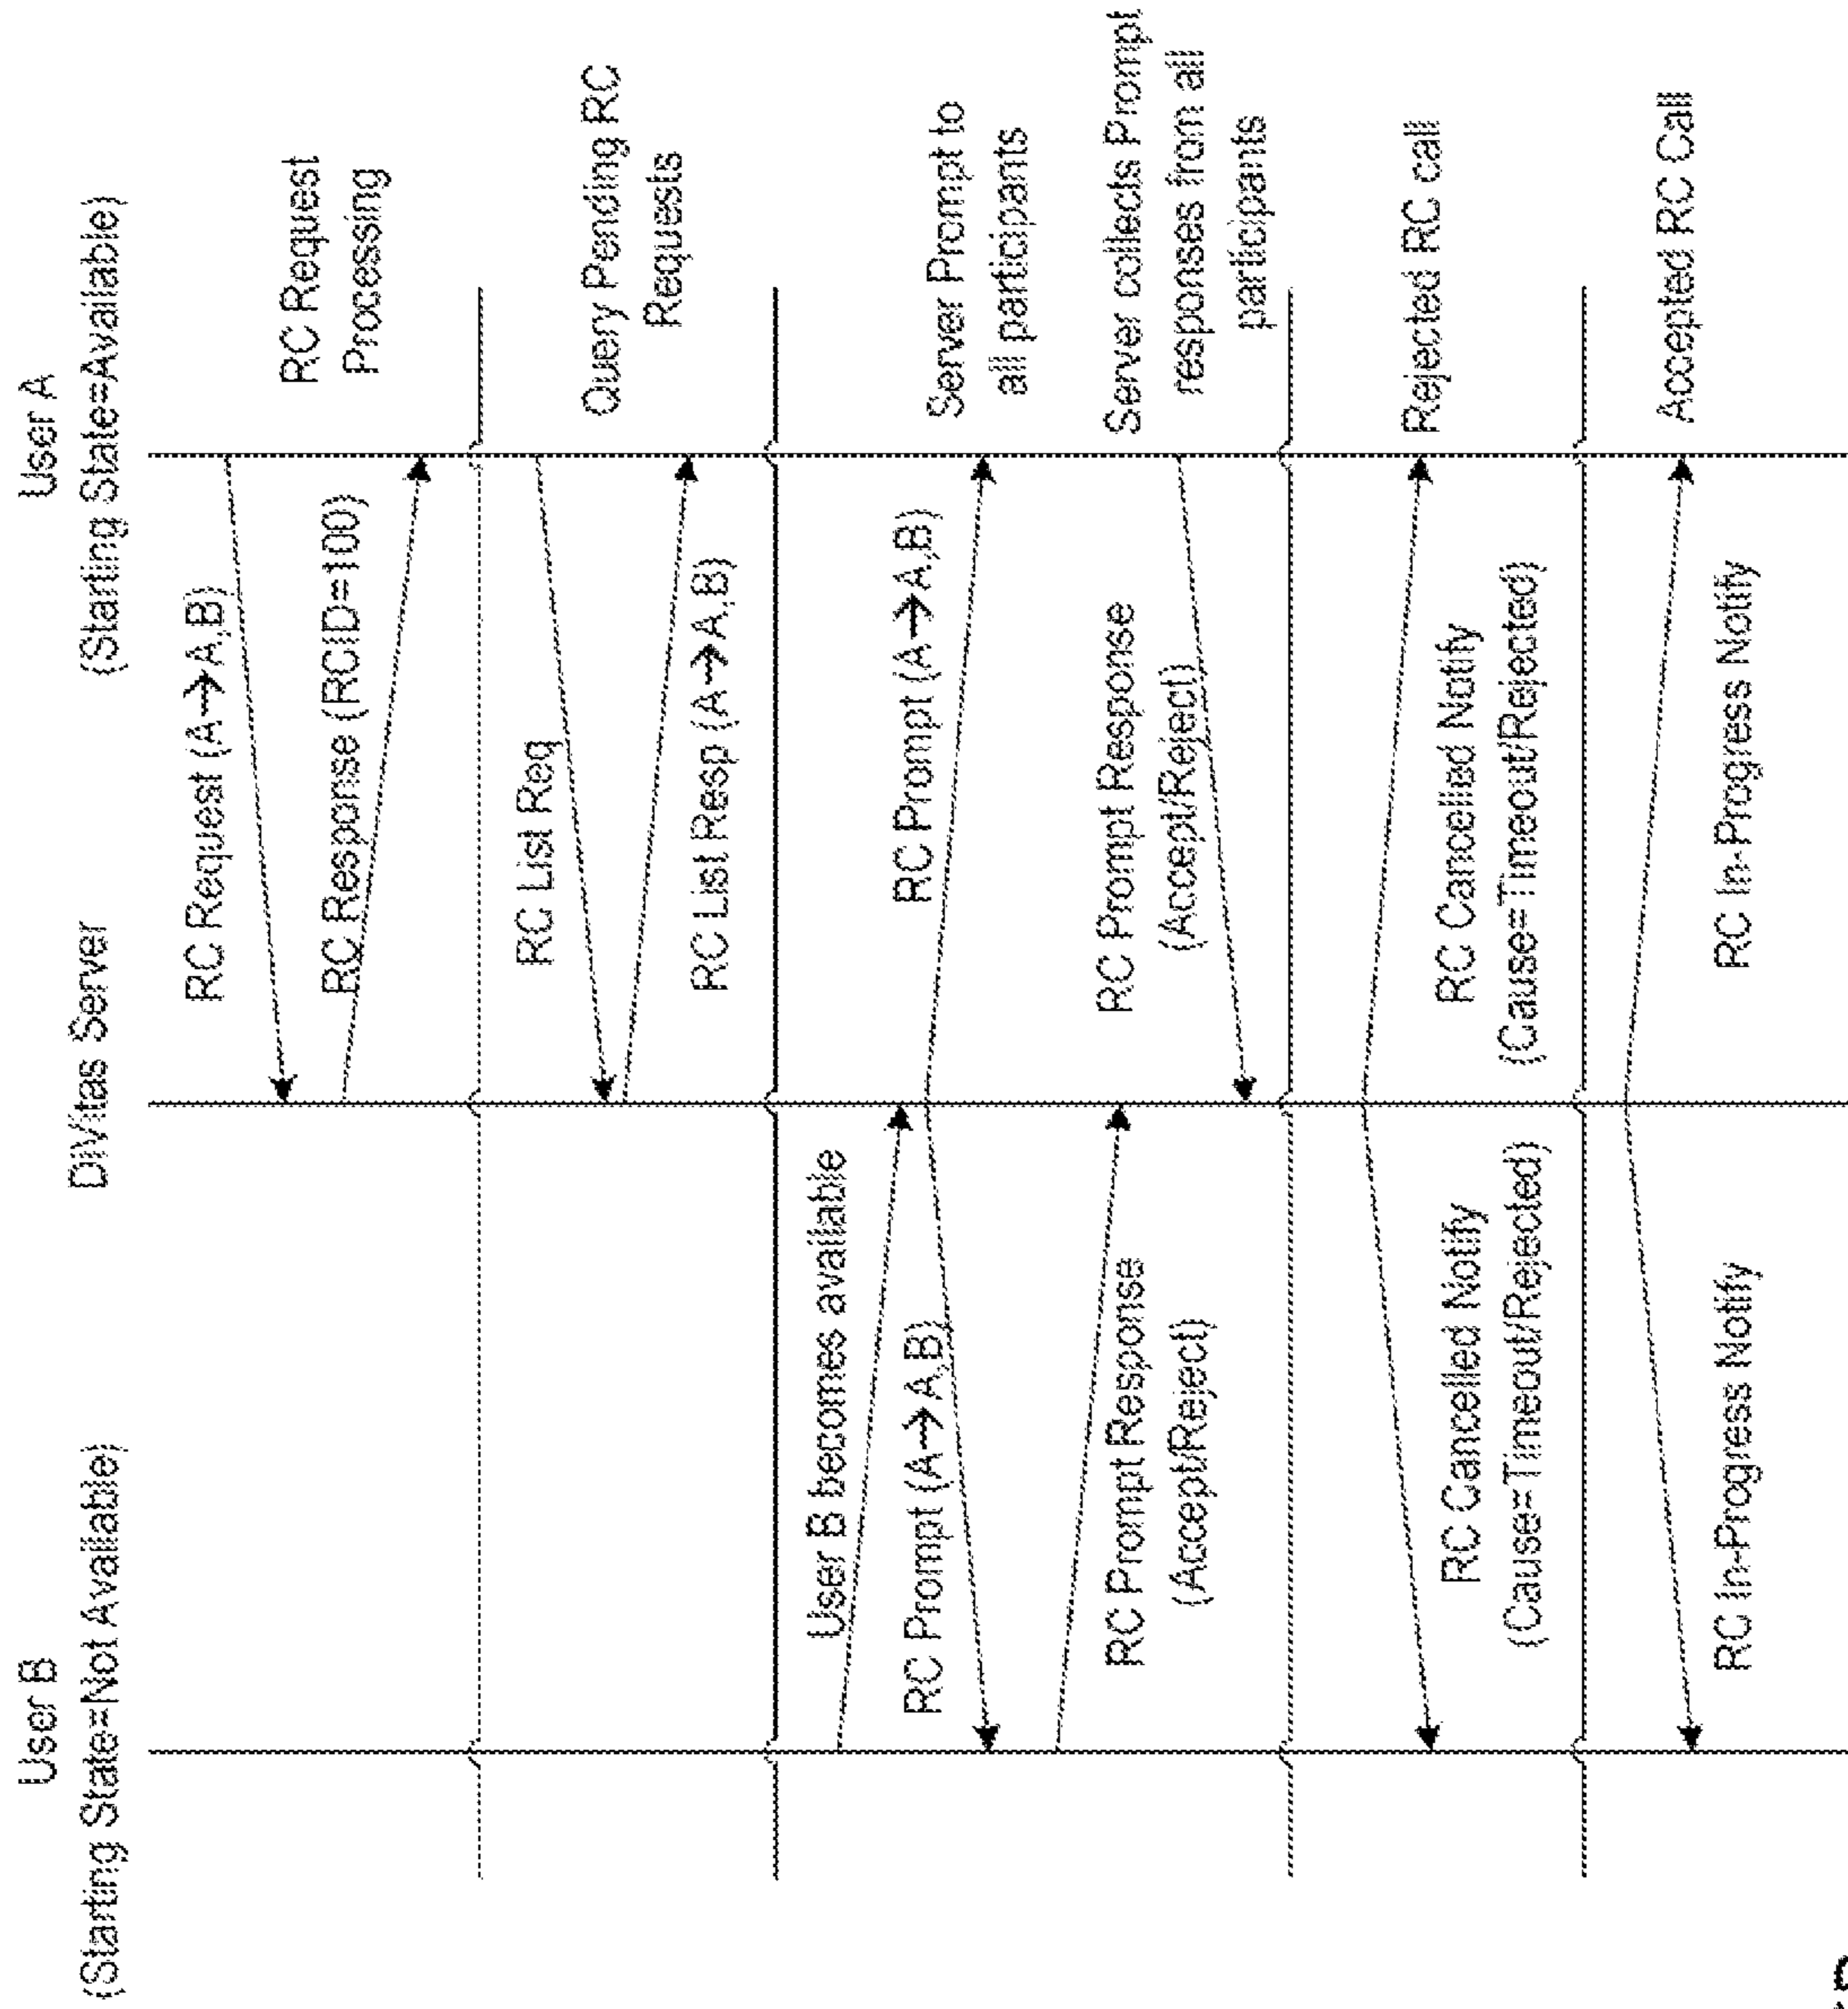 User B
(Starting State=Not Available)
DiVitas Server
User A
(Starting State=Available)
RC Request (A→A,B)
RC Response (RCID=100)
RC Request
Processing
RC List Req
RC List Resp (A→A,B)
Query Pending RC
Requests
User B becomes available
RC Prompt (A→A,B)
RC Prompt (A→A,B)
Server Prompt to
all participants
RC Prompt Response
(Accept/Reject)
RC Prompt Response
(Accept/Reject)
Server collects Prompt
responses from all
participants
RC Cancelled Notify
(Cause=Timeout/Rejected)
RC Cancelled Notify
(Cause=Timeout/Rejected)
Rejected RC call
RC In-Progress Notify
RC In-Progress Notify
Accepted RC Call